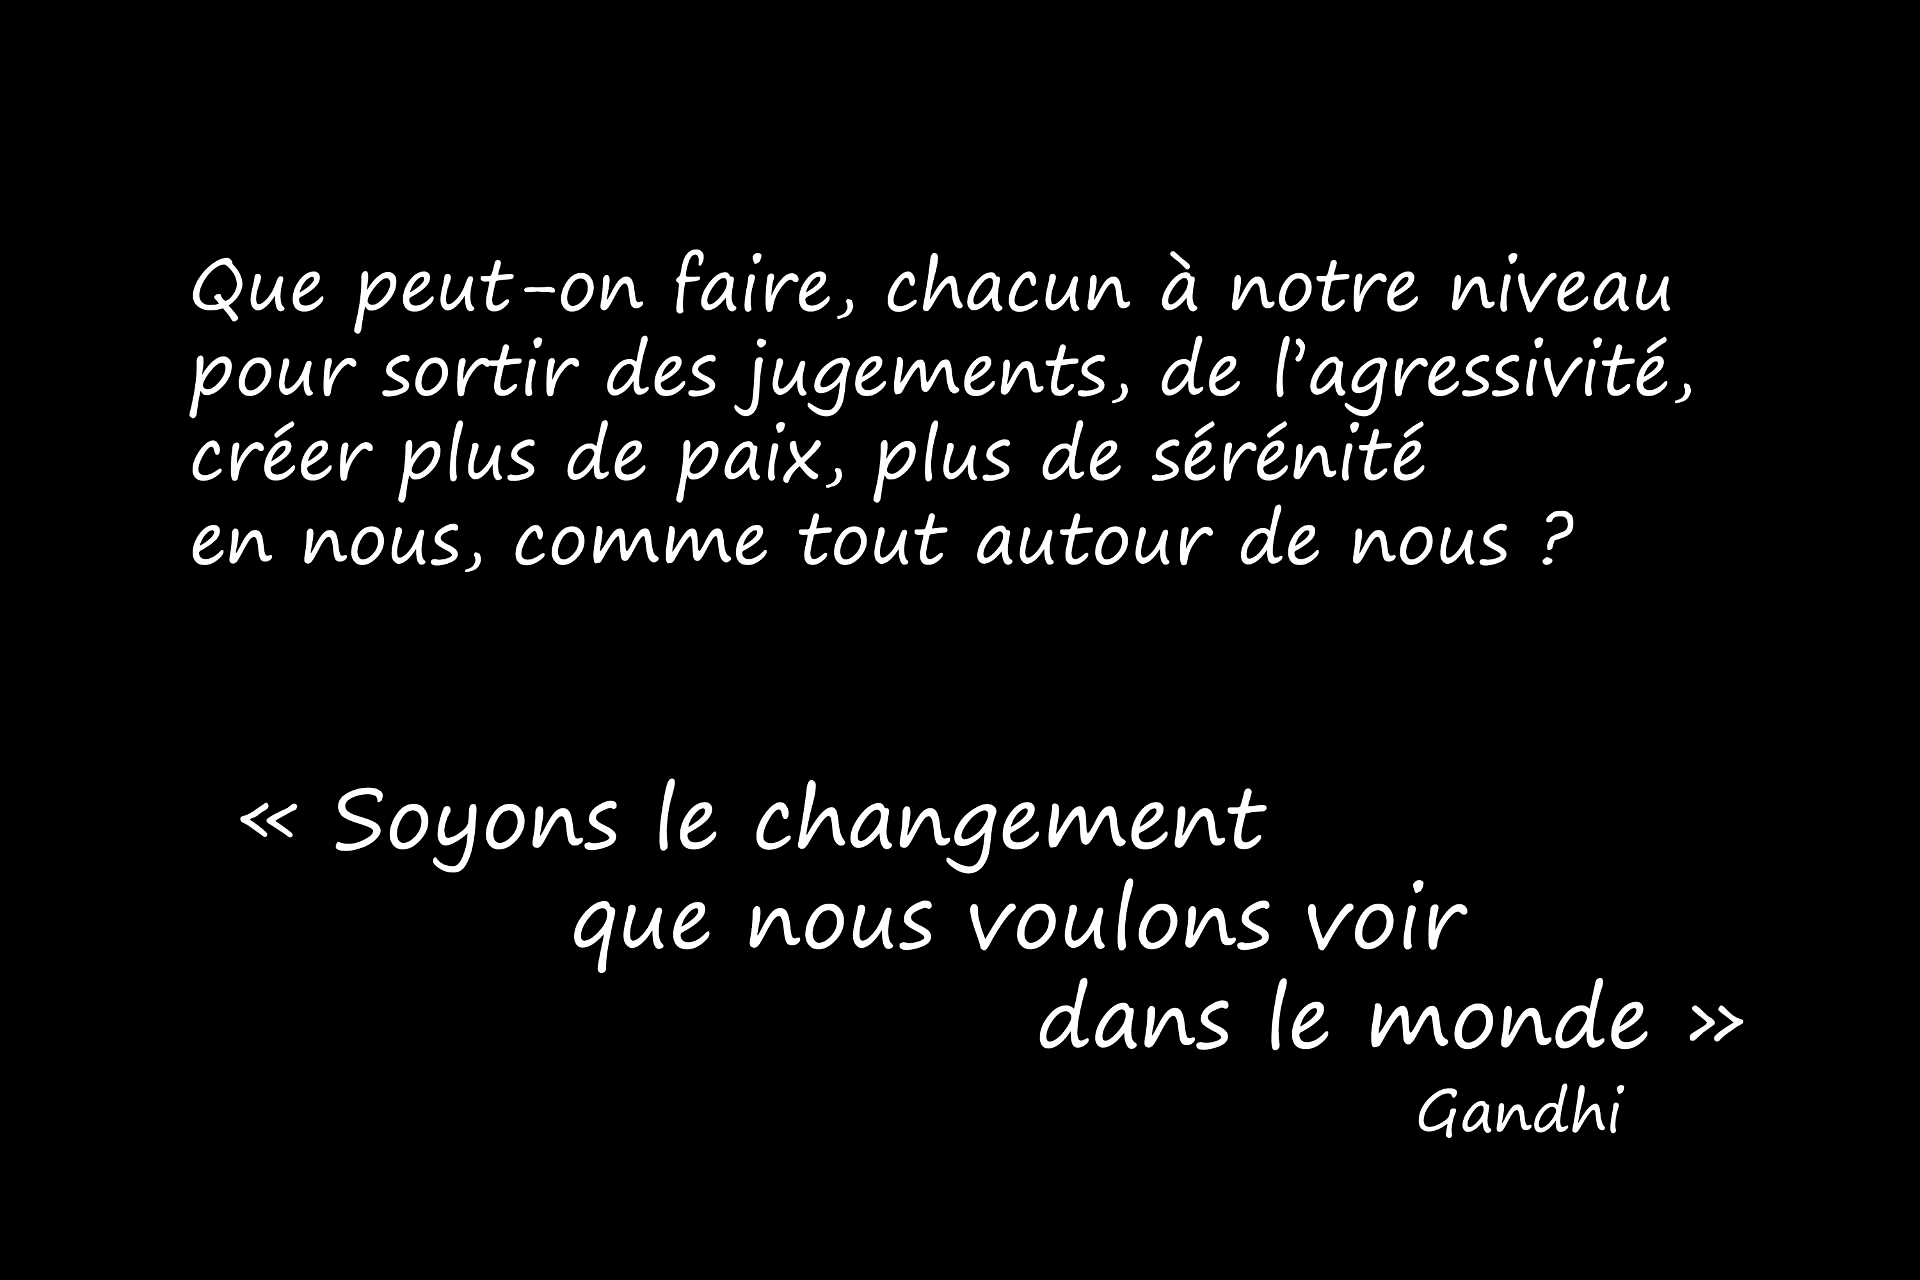 Que peut-on faire, chacun à notre niveau
pour sortir des jugements, de l’agressivité,
créer plus de paix, plus de sérénité
en nous, comme tout autour de nous ?
« Soyons le changement
que nous voulons voir
dans le monde »
Gandhi